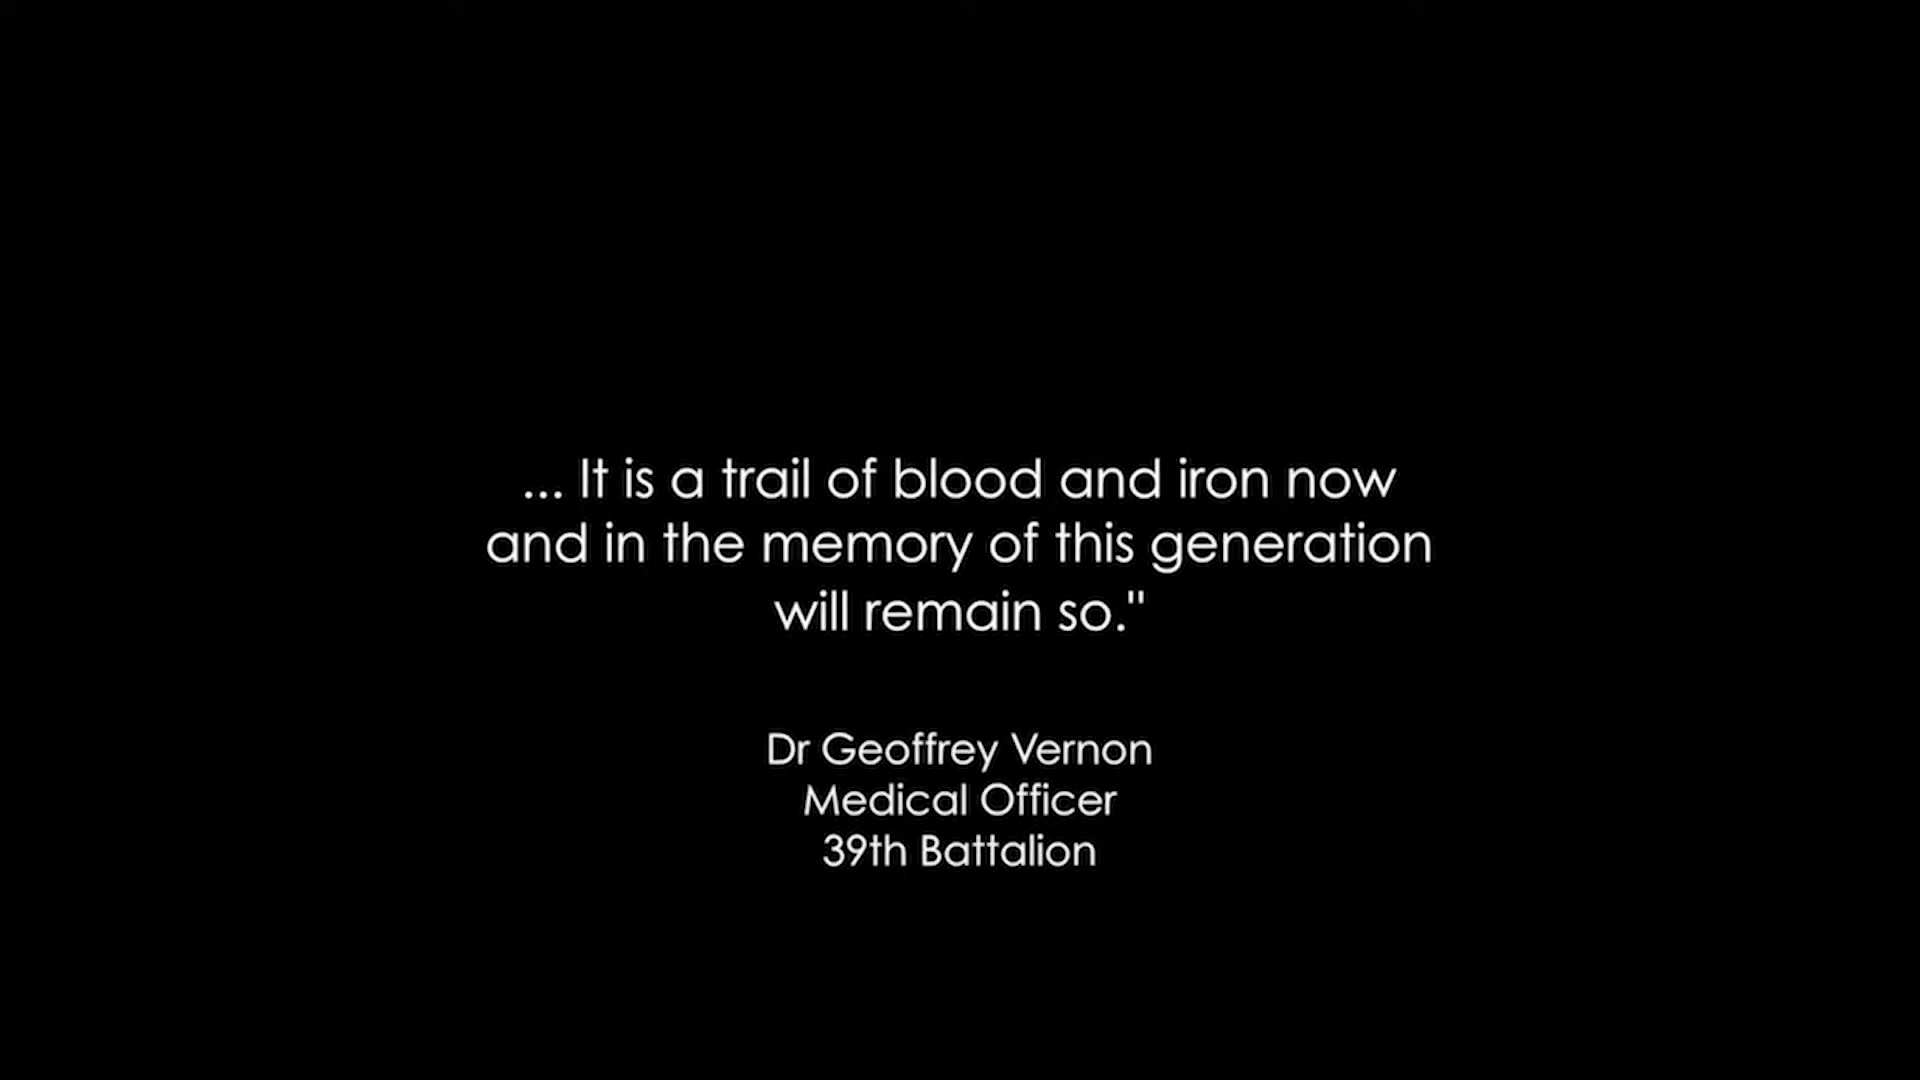 ... It is a trail of blood and iron now
and in the memory of this generation
will remain so."
Dr Geoffrey Vernon
Medical Officer
39th Battalion